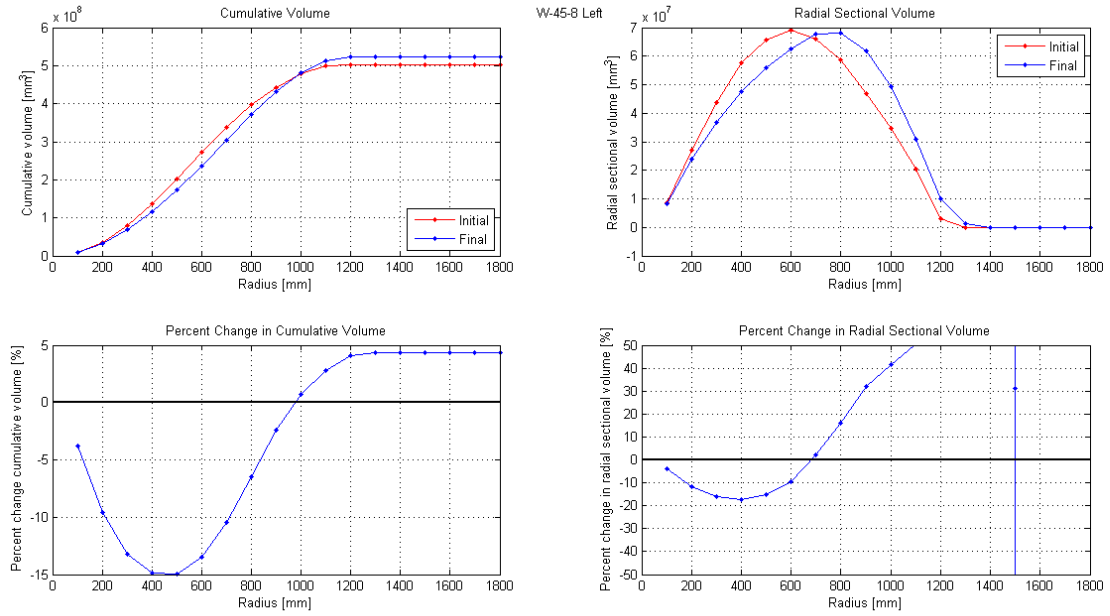 W-45-8 Left
Cumulative Volume
x 10^8
6
5
4
3
2
1
0
Cumulative volume [mm³]
Initial
Final
0 200 400 600 800 1000 1200 1400 1600 1800
Radius [mm]
Radial Sectional Volume
x 10^7
7
6
5
4
3
2
1
0
-1
Radial sectional volume [mm³]
Initial
Final
0 200 400 600 800 1000 1200 1400 1600 1800
Radius [mm]
Percent Change in Cumulative Volume
5
0
-5
-10
-15
Percent change cumulative volume [%]
0 200 400 600 800 1000 1200 1400 1600 1800
Radius [mm]
Percent Change in Radial Sectional Volume
50
40
30
20
10
0
-10
-20
-30
-40
-50
Percent change in radial sectional volume [%]
0 200 400 600 800 1000 1200 1400 1600 1800
Radius [mm]